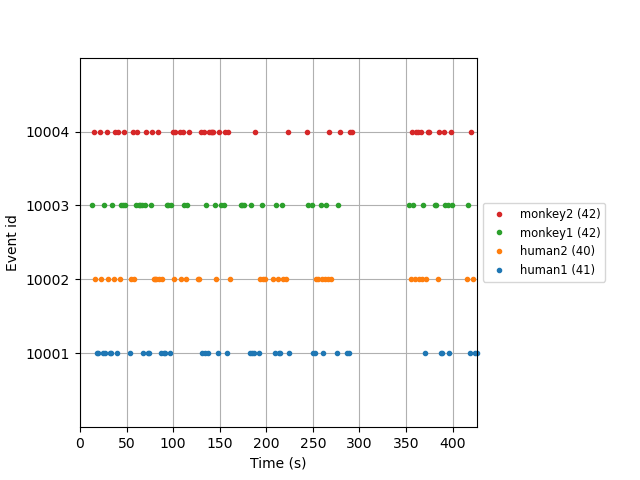 Event id
10004
10003
10002
10001
0 50 100 150 200 250 300 350 400
Time (s)
monkey2 (42)
monkey1 (42)
human2 (40)
human1 (41)